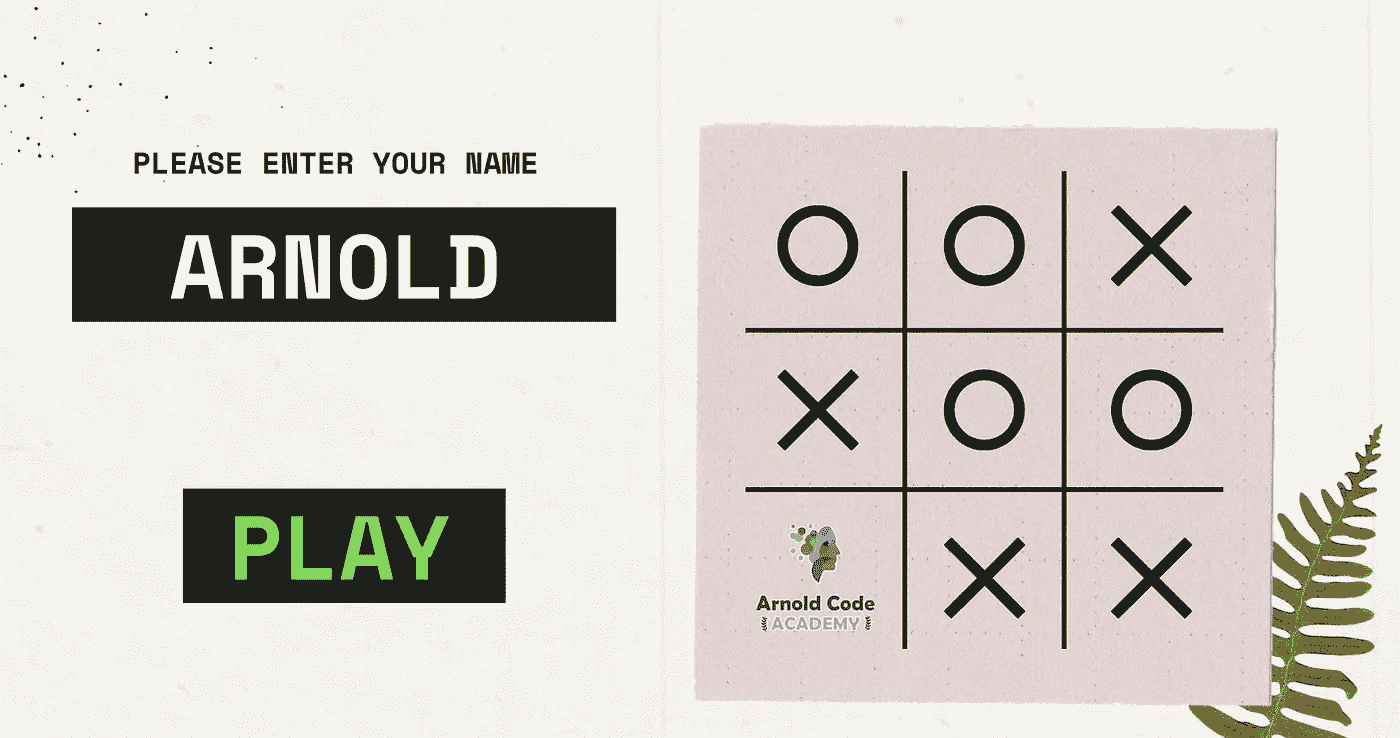 PLEASE ENTER YOUR NAME
ARNOLD
PLAY
O O X
X O O
X X
Arnold Code
ACADEMY